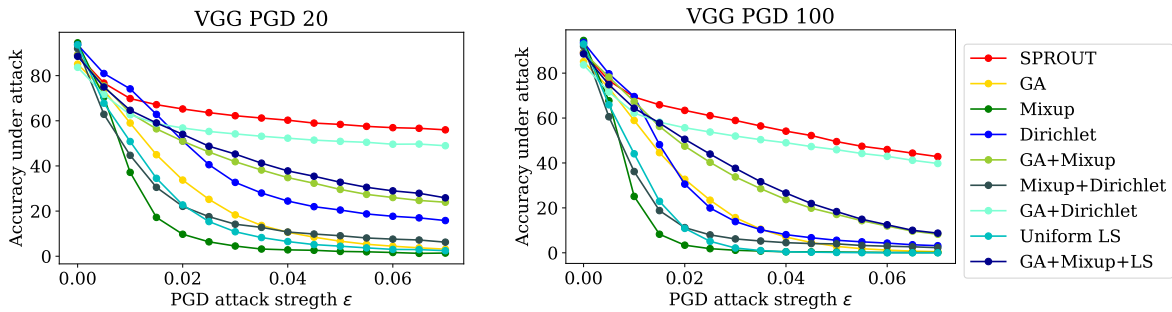 VGG PGD 20
Accuracy under attack
80
60
40
20
0
0.00 0.02 0.04 0.06
PGD attack stregth ε
VGG PGD 100
Accuracy under attack
80
60
40
20
0
0.00 0.02 0.04 0.06
PGD attack stregth ε
SPROUT
GA
Mixup
Dirichlet
GA+Mixup
Mixup+Dirichlet
GA+Dirichlet
Uniform LS
GA+Mixup+LS